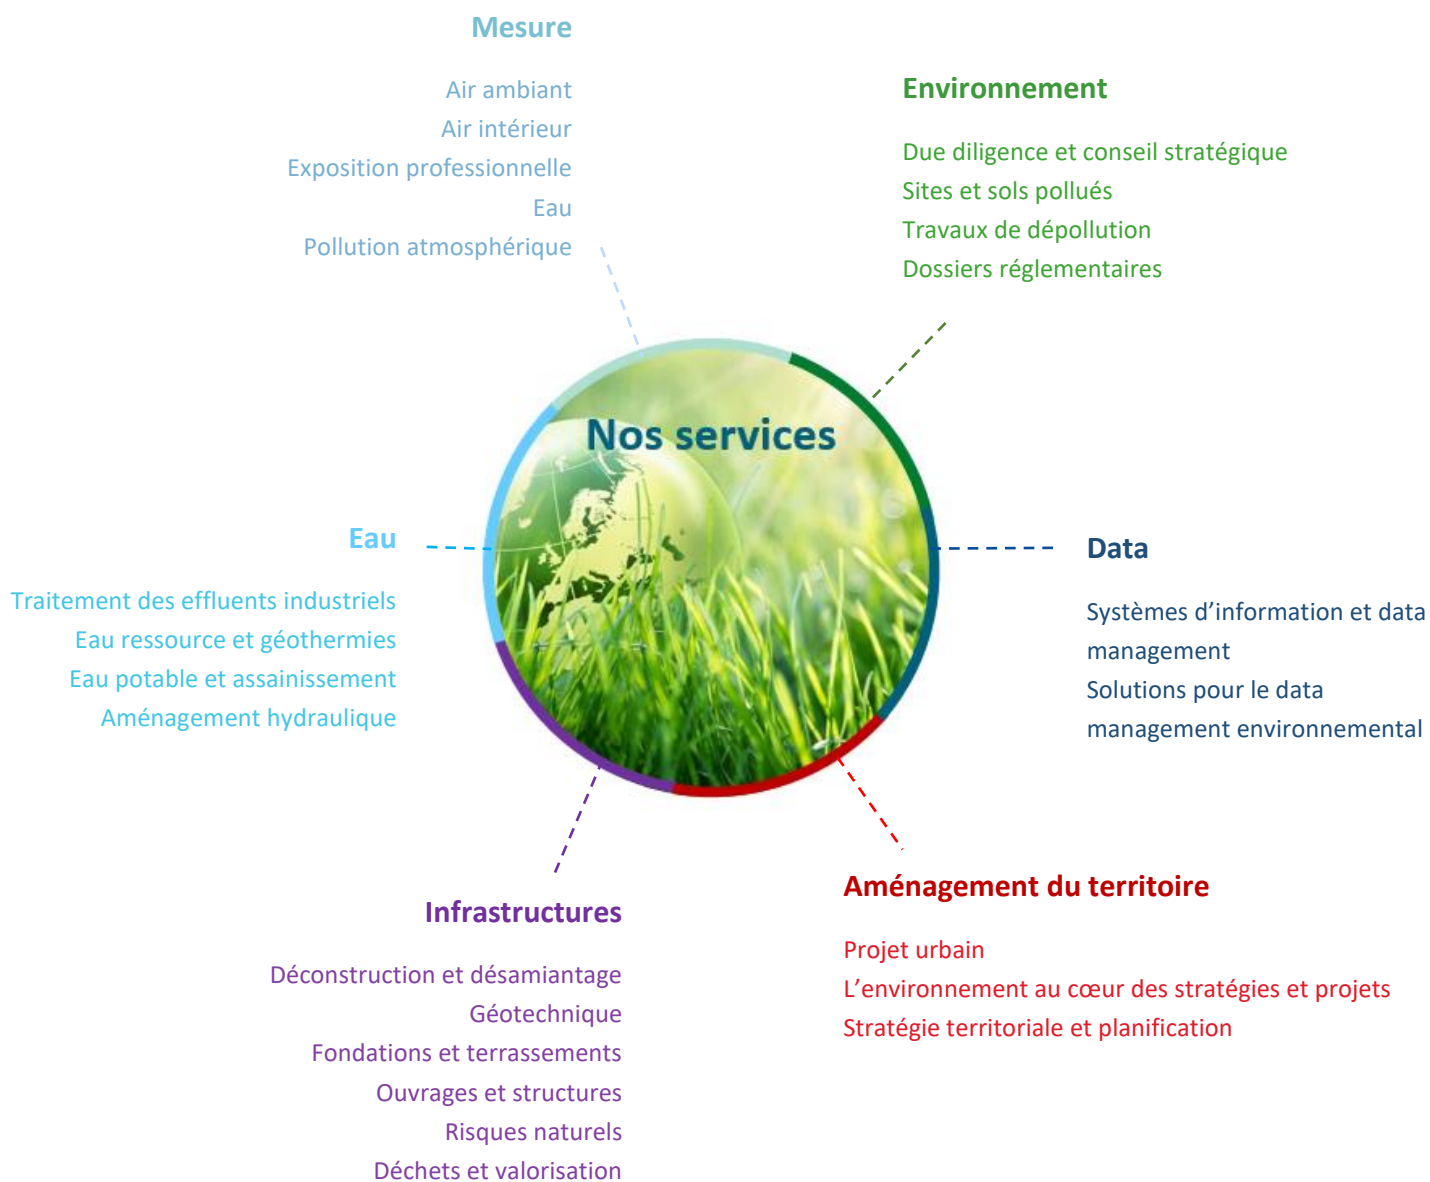 Mesure
Air ambiant
Air intérieur
Exposition professionnelle
Eau
Pollution atmosphérique
Environnement
Due diligence et conseil stratégique
Sites et sols pollués
Travaux de dépollution
Dossiers réglementaires
Nos services
Eau
Traitement des effluents industriels
Eau ressource et géothermies
Eau potable et assainissement
Aménagement hydraulique
Data
Systèmes d’information et data
management
Solutions pour le data
management environnemental
Infrastructures
Déconstruction et désamiantage
Géotechnique
Fondations et terrassements
Ouvrages et structures
Risques naturels
Déchets et valorisation
Aménagement du territoire
Projet urbain
L’environnement au cœur des stratégies et projets
Stratégie territoriale et planification